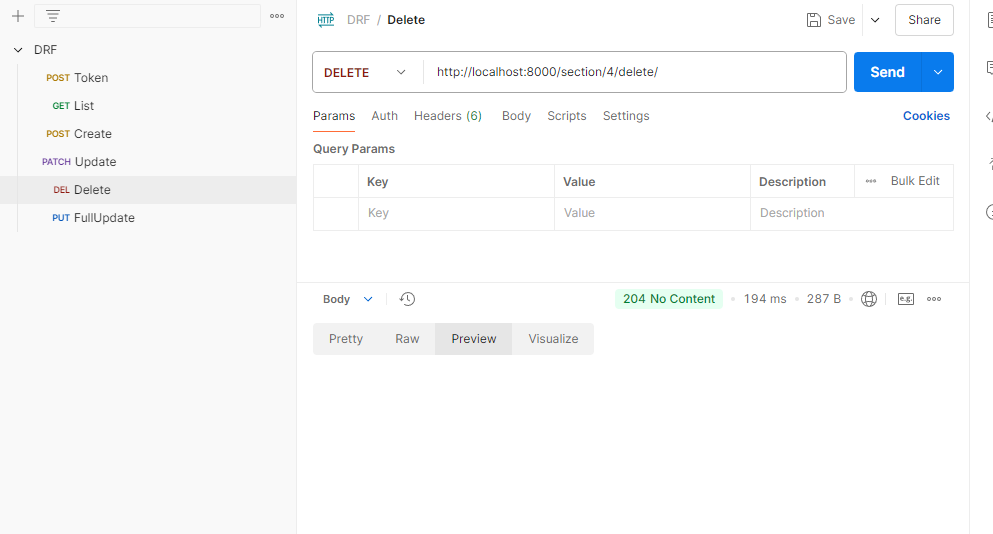 HTTP DRF / Delete Save Share
DRF
POST Token
GET List
POST Create
PATCH Update
DEL Delete
PUT FullUpdate
DELETE http://localhost:8000/section/4/delete/ Send
Params Auth Headers (6) Body Scripts Settings Cookies
Query Params
Key Value Description Bulk Edit
Key Value Description
Body 204 No Content 194 ms 287 B e.g.
Pretty Raw Preview Visualize